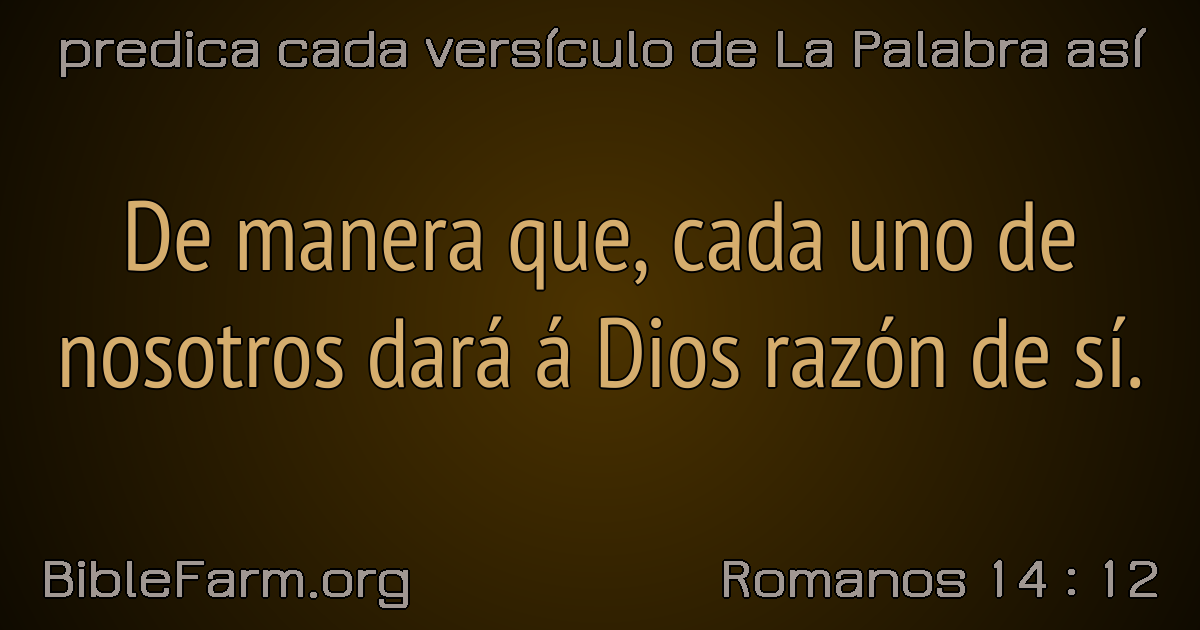 predica cada versículo de La Palabra así
De manera que, cada uno de
nosotros dará á Dios razón de sí.
BibleFarm.org
Romanos 14 : 12